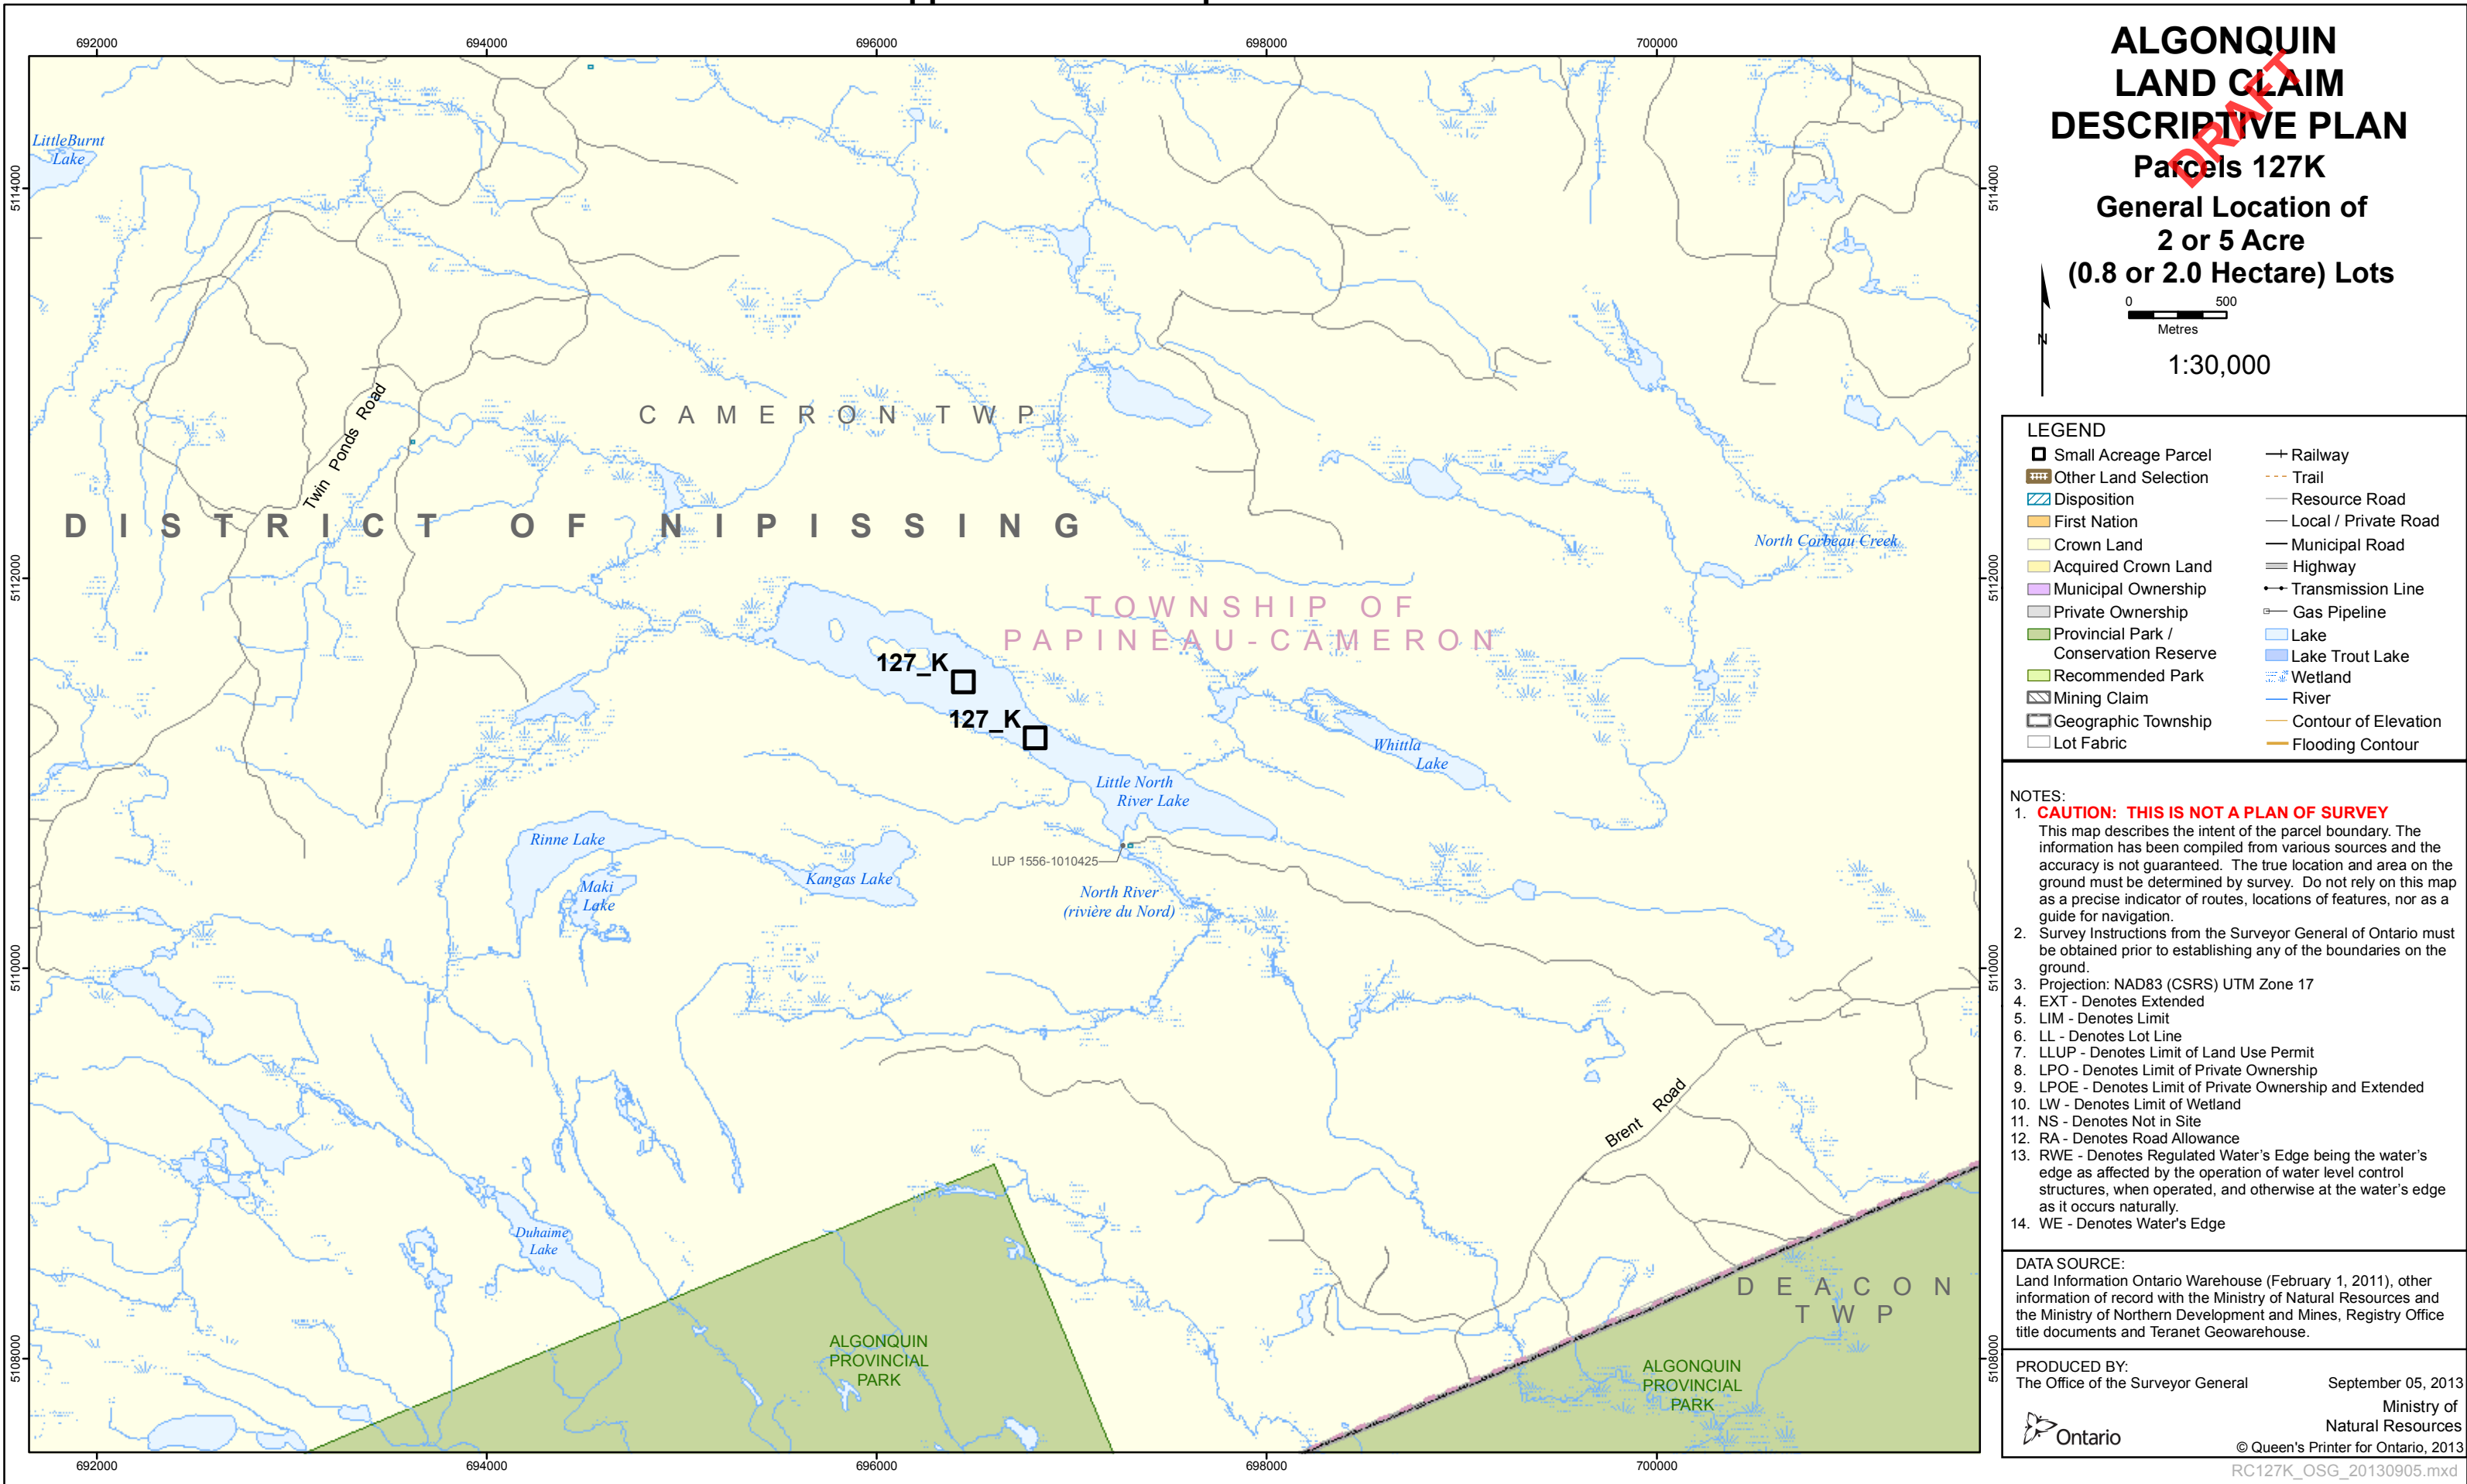 692000
694000
696000
698000
700000
5114000
5112000
5110000
5108000
5114000
5112000
5110000
5108000
692000
694000
696000
698000
700000
LittleBurnt
Lake
Twin Ponds Road
CAMERON TWP
DISTRICT OF NIPISSING
North Corbeau Creek
TOWNSHIP OF
PAPINEAU-CAMERON
127_K
127_K
Whittla
Lake
Little North
River Lake
Rinne Lake
Maki
Lake
Kangas Lake
LUP 1556-1010425
North River
(rivière du Nord)
Brent Road
Duhaime
Lake
DEACON
TWP
ALGONQUIN
PROVINCIAL
PARK
ALGONQUIN
PROVINCIAL
PARK
ALGONQUIN
LAND CLAIM
DESCRIPTIVE PLAN
DRAFT
Parcels 127K
General Location of
2 or 5 Acre
(0.8 or 2.0 Hectare) Lots
0 500
Metres
N
1:30,000
LEGEND
Small Acreage Parcel
Other Land Selection
Disposition
First Nation
Crown Land
Acquired Crown Land
Municipal Ownership
Private Ownership
Provincial Park /
Conservation Reserve
Recommended Park
Mining Claim
Geographic Township
Lot Fabric
Railway
Trail
Resource Road
Local / Private Road
Municipal Road
Highway
Transmission Line
Gas Pipeline
Lake
Lake Trout Lake
Wetland
River
Contour of Elevation
Flooding Contour
NOTES:
1. CAUTION: THIS IS NOT A PLAN OF SURVEY
This map describes the intent of the parcel boundary. The
information has been compiled from various sources and the
accuracy is not guaranteed. The true location and area on the
ground must be determined by survey. Do not rely on this map
as a precise indicator of routes, locations of features, nor as a
guide for navigation.
2. Survey Instructions from the Surveyor General of Ontario must
be obtained prior to establishing any of the boundaries on the
ground.
3. Projection: NAD83 (CSRS) UTM Zone 17
4. EXT - Denotes Extended
5. LIM - Denotes Limit
6. LL - Denotes Lot Line
7. LLUP - Denotes Limit of Land Use Permit
8. LPO - Denotes Limit of Private Ownership
9. LPOE - Denotes Limit of Private Ownership and Extended
10. LW - Denotes Limit of Wetland
11. NS - Denotes Not in Site
12. RA - Denotes Road Allowance
13. RWE - Denotes Regulated Water's Edge being the water's
edge as affected by the operation of water level control
structures, when operated, and otherwise at the water's edge
as it occurs naturally.
14. WE - Denotes Water's Edge
DATA SOURCE:
Land Information Ontario Warehouse (February 1, 2011), other
information of record with the Ministry of Natural Resources and
the Ministry of Northern Development and Mines, Registry Office
title documents and Teranet Geowarehouse.
PRODUCED BY:
The Office of the Surveyor General
September 05, 2013
Ministry of
Natural Resources
Ontario
© Queen's Printer for Ontario, 2013
RC127K_OSG_20130905.mxd